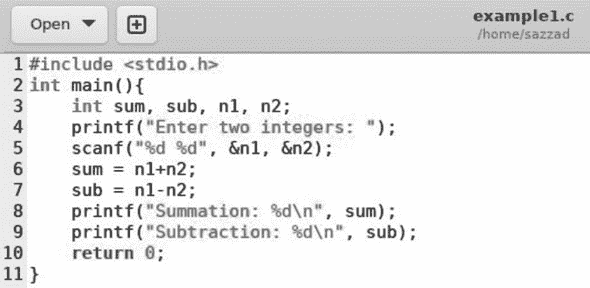 Open
example1.c
/home/sazzad
1 #include <stdio.h>
2 int main(){
3     int sum, sub, n1, n2;
4     printf("Enter two integers: ");
5     scanf("%d %d", &n1, &n2);
6     sum = n1+n2;
7     sub = n1-n2;
8     printf("Summation: %d\n", sum);
9     printf("Subtraction: %d\n", sub);
10     return 0;
11 }